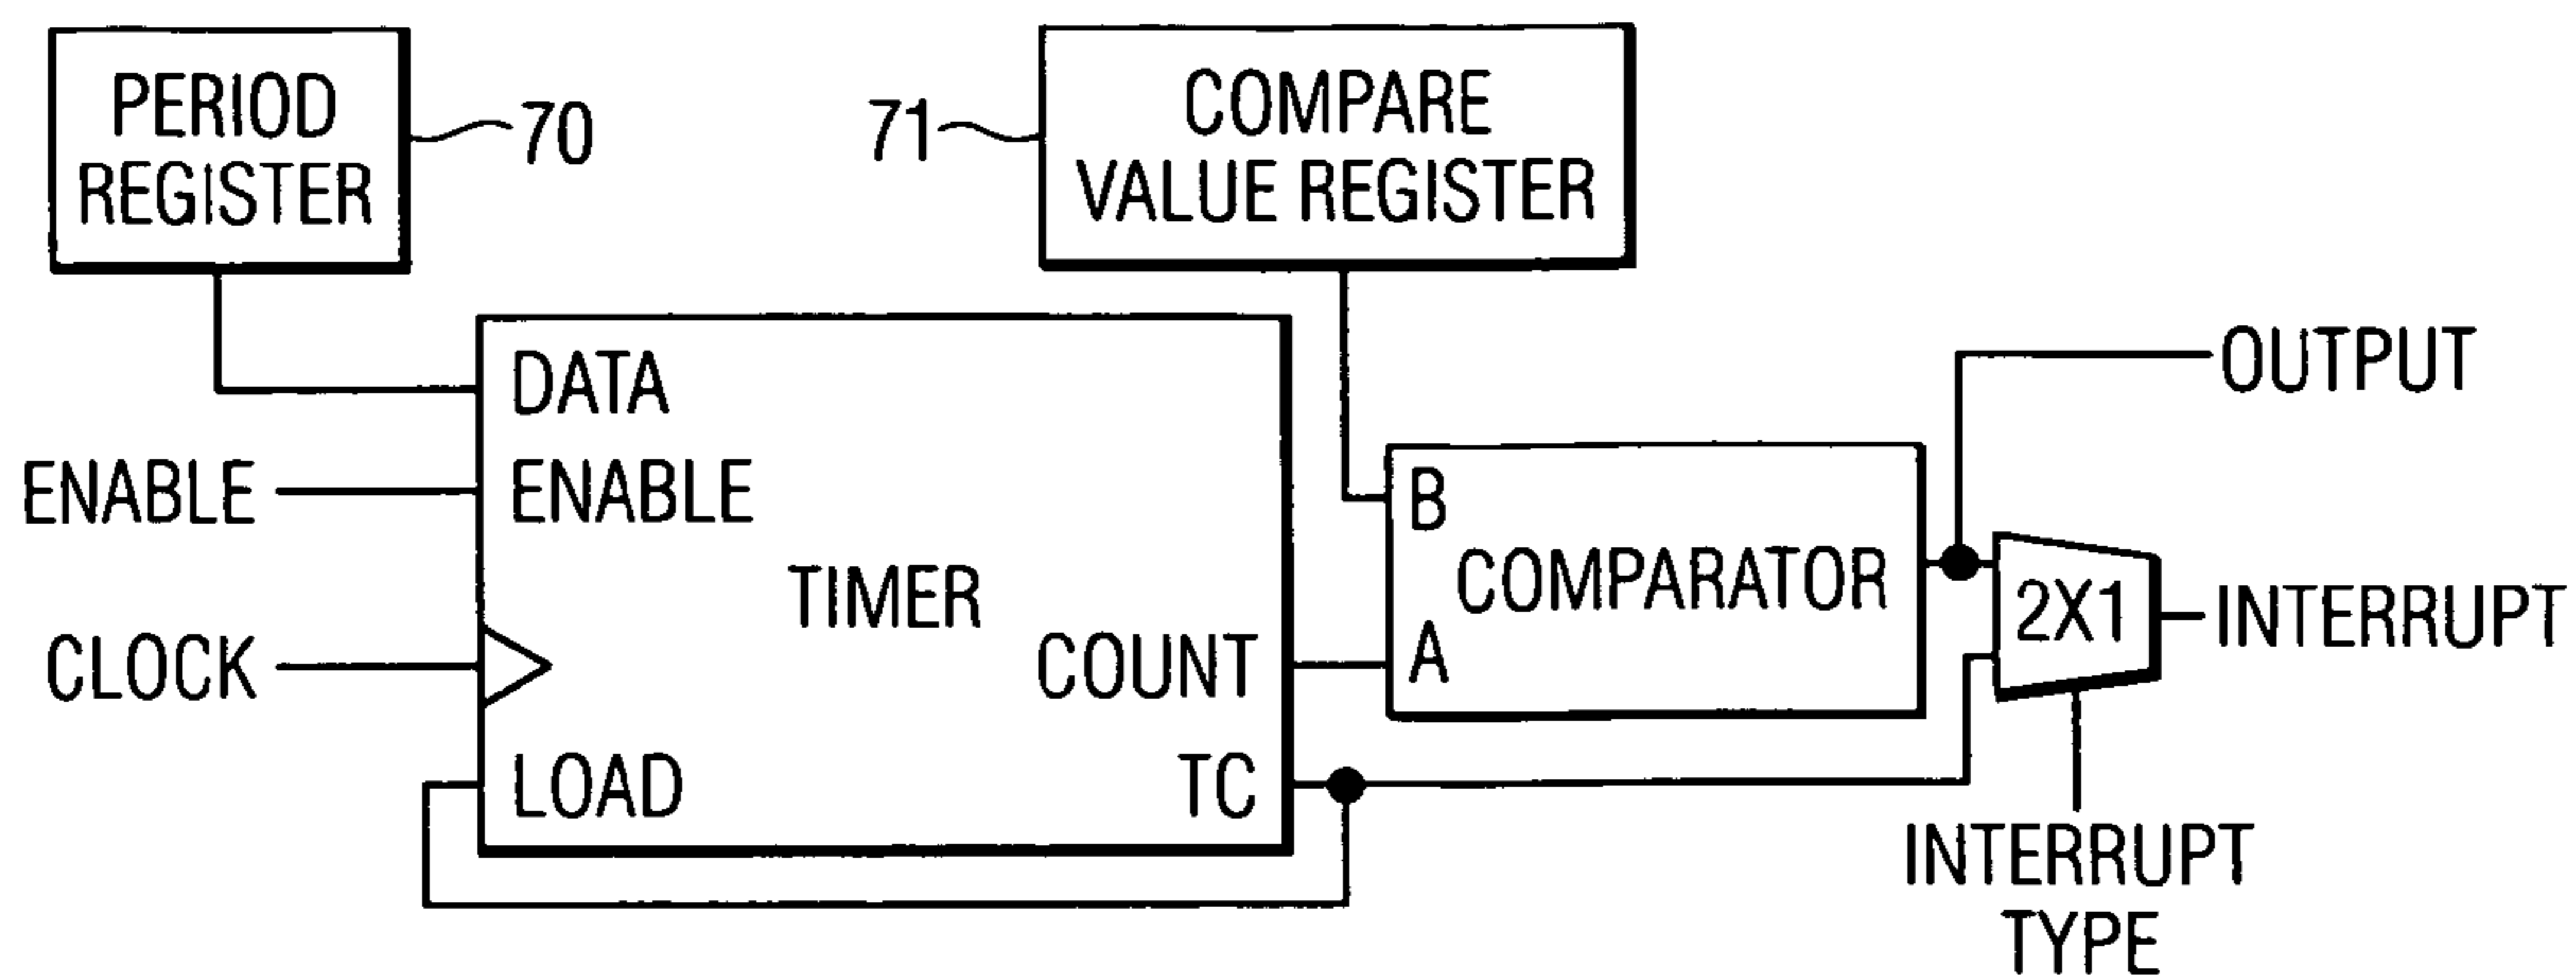 PERIOD
REGISTER
70
71
COMPARE
VALUE REGISTER
DATA
ENABLE
ENABLE
TIMER
CLOCK
COUNT
LOAD
TC
B
COMPARATOR
A
OUTPUT
2X1
INTERRUPT
INTERRUPT
TYPE